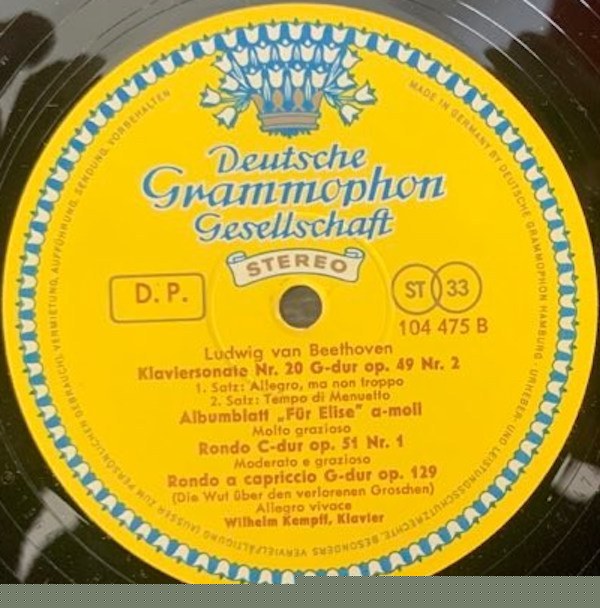 Deutsche
Grammophon
Gesellschaft
STEREO
D. P.
ST 33
104 475 B
Ludwig van Beethoven
Klaviersonate Nr. 20 G-dur op. 49 Nr. 2
1. Satz: Allegro, ma non troppo
2. Satz: Tempo di Menuetto
Albumblatt „Für Elise" a-moll
Molto grazioso
Rondo C-dur op. 51 Nr. 1
Moderato e grazioso
Rondo a capriccio G-dur op. 129
(Die Wut über den verlorenen Groschen)
Allegro vivace
Wilhelm Kempff, Klavier
MADE IN GERMANY BY DEUTSCHE GRAMMOPHON HAMBURG · URHEBER- UND LEISTUNGSSCHUTZRECHTE, BESONDERS VERVIELFÄLTIGUNG (AUSSER ZUM PERSÖNLICHEN GEBRAUCH), VERMIETUNG, AUFFÜHRUNG, SENDUNG, VORBEHALTEN